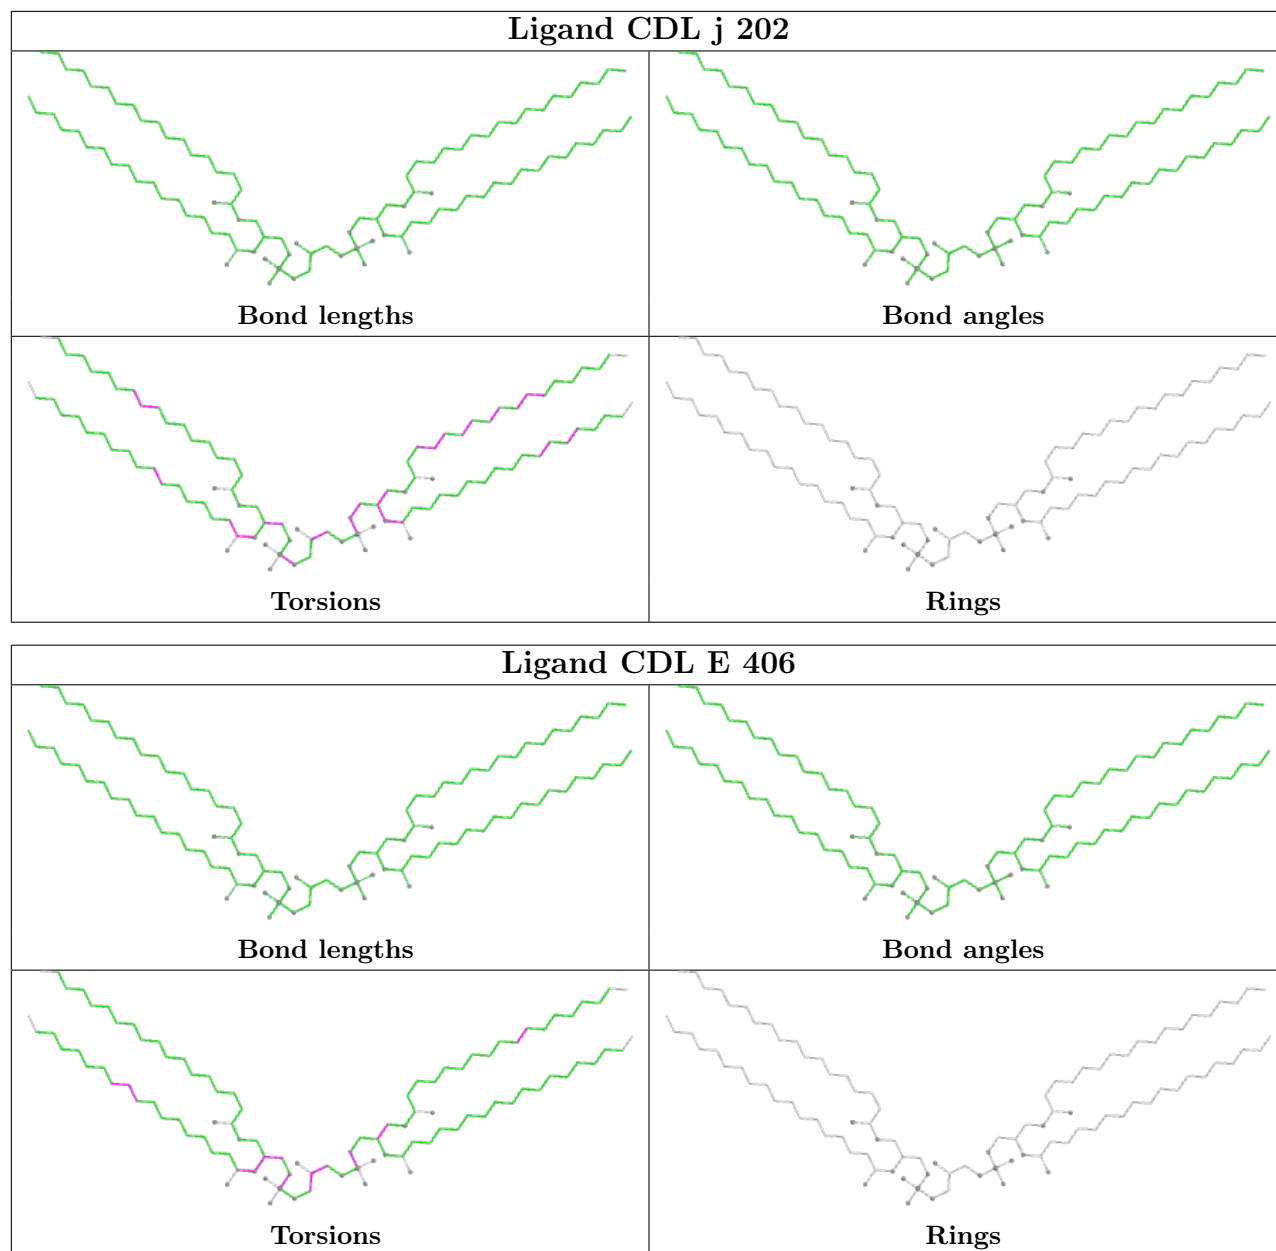 Ligand CDL j 202
Bond lengths
Bond angles
Torsions
Rings
Ligand CDL E 406
Bond lengths
Bond angles
Torsions
Rings